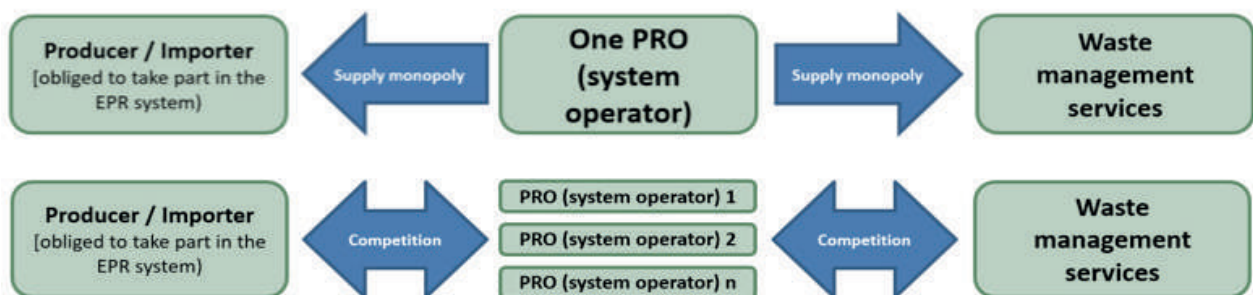 Producer / Importer
[obliged to take part in the
EPR system)
Supply monopoly
One PRO
(system
operator)
Supply monopoly
Waste
management
services
Producer / Importer
[obliged to take part in the
EPR system)
Competition
PRO (system operator) 1
PRO (system operator) 2
PRO (system operator) n
Competition
Waste
management
services